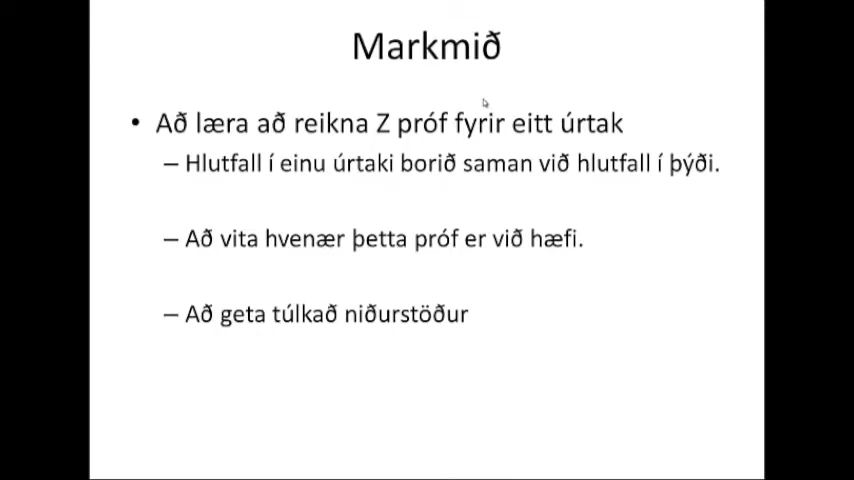 Markmið
• Að læra að reikna Z próf fyrir eitt úrtak
– Hlutfall í einu úrtaki borið saman við hlutfall í þýði.
– Að vita hvenær þetta próf er við hæfi.
– Að geta túlkað niðurstöður